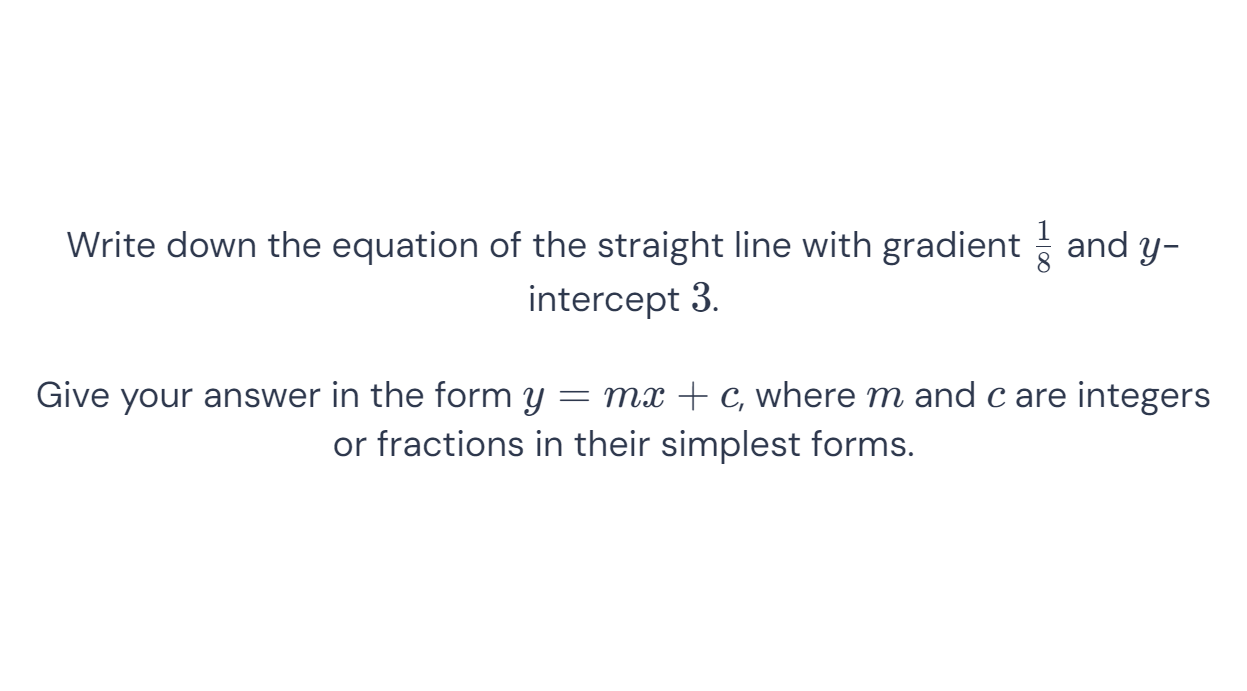 Write down the equation of the straight line with gradient $\frac{1}{8}$ and $y$-
intercept $3$.
Give your answer in the form $y = mx + c$, where $m$ and $c$ are integers
or fractions in their simplest forms.